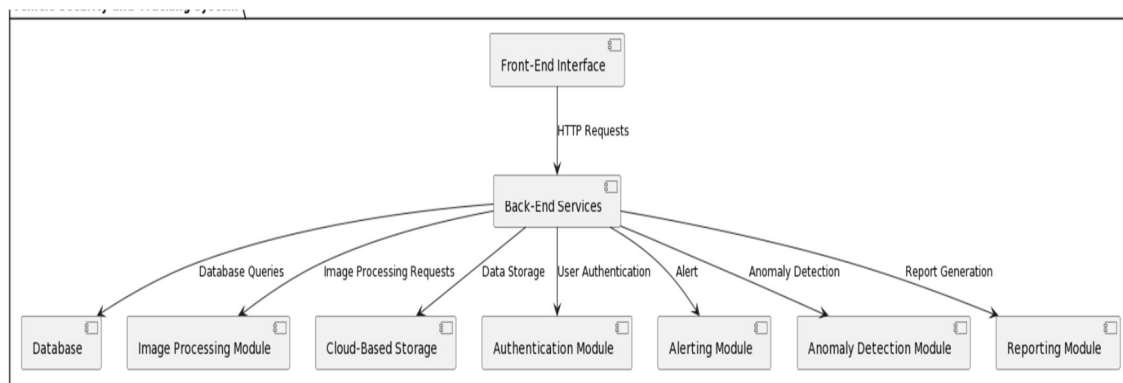 Front-End Interface
HTTP Requests
Back-End Services
Database Queries
Image Processing Requests
Data Storage
User Authentication
Alert
Anomaly Detection
Report Generation
Database
Image Processing Module
Cloud-Based Storage
Authentication Module
Alerting Module
Anomaly Detection Module
Reporting Module